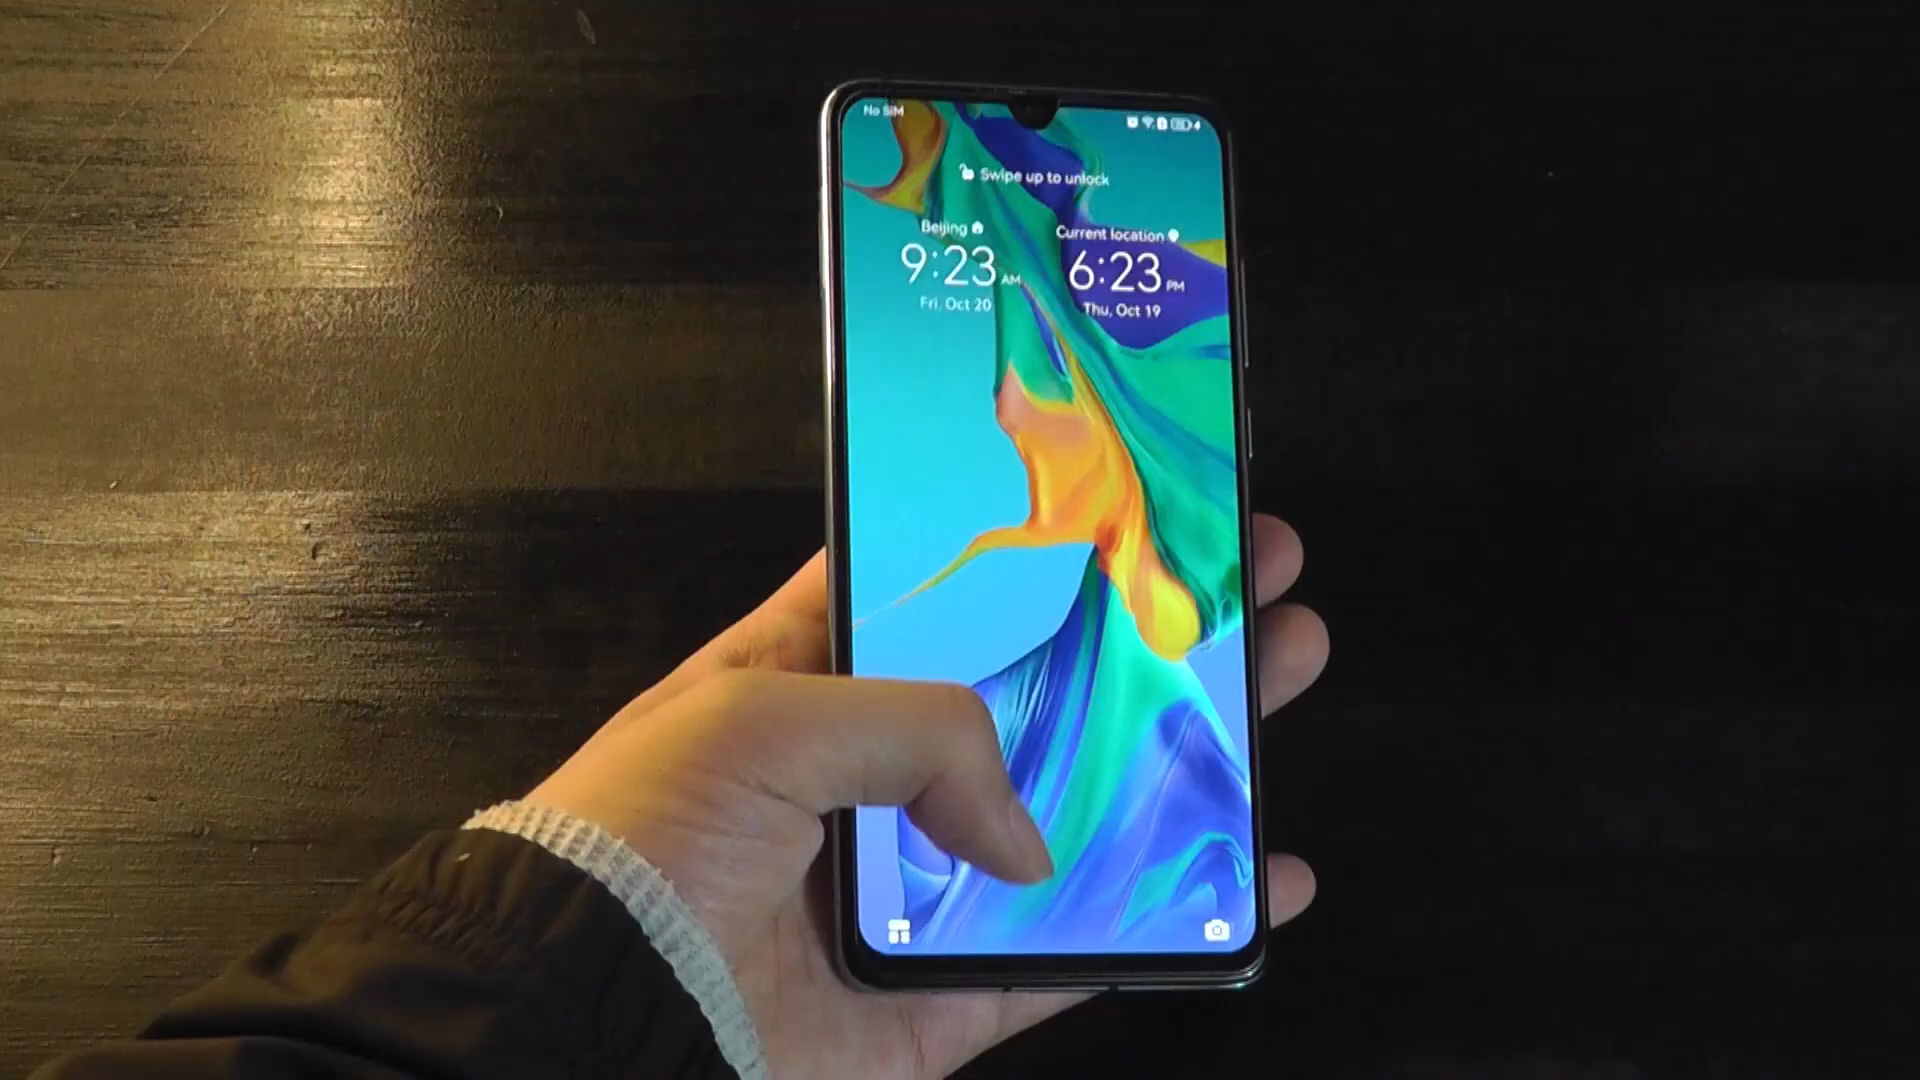 No SIM
Swipe up to unlock
Beijing
9:23 AM
Fri, Oct 20
Current location
6:23 PM
Thu, Oct 19